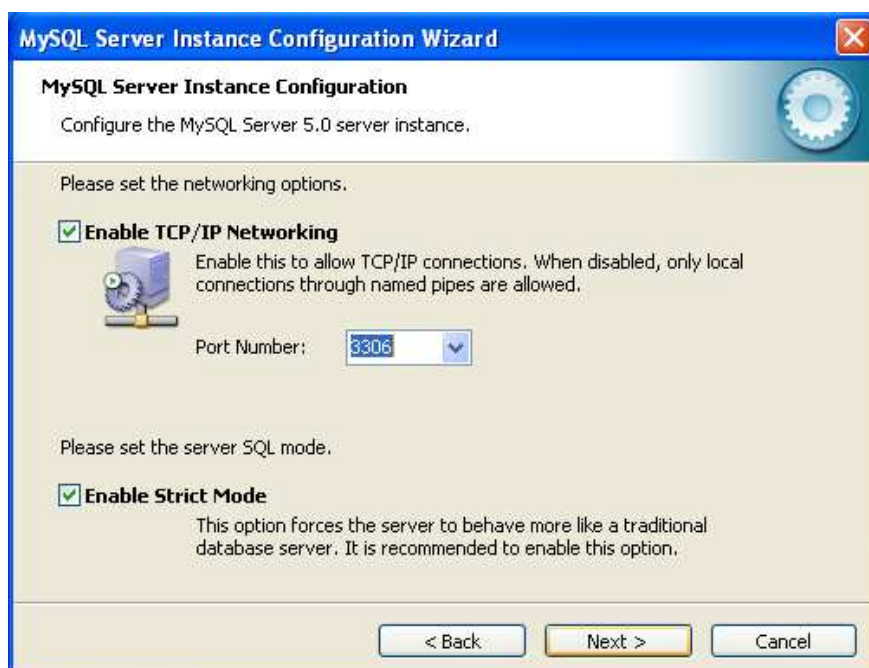 MySQL Server Instance Configuration Wizard
MySQL Server Instance Configuration
Configure the MySQL Server 5.0 server instance.
Please set the networking options.
Enable TCP/IP Networking
Enable this to allow TCP/IP connections. When disabled, only local
connections through named pipes are allowed.
Port Number: 3306
Please set the server SQL mode.
Enable Strict Mode
This option forces the server to behave more like a traditional
database server. It is recommended to enable this option.
< Back Next > Cancel